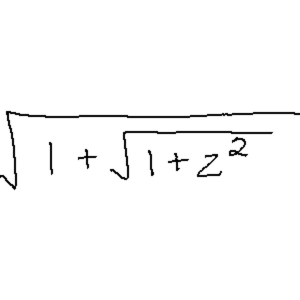 √(1 + √(1 + z²))